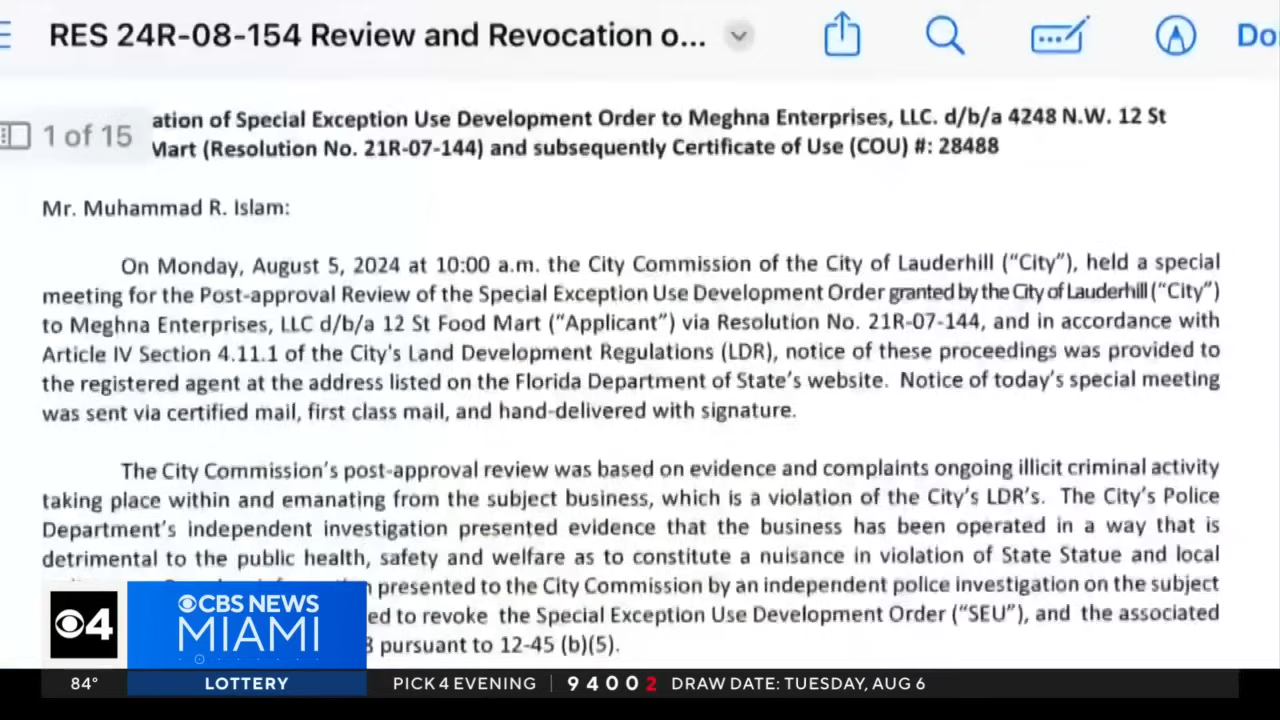 RES 24R-08-154 Review and Revocation o...
Do
1 of 15
ation of Special Exception Use Development Order to Meghna Enterprises, LLC. d/b/a 4248 N.W. 12 St
Mart (Resolution No. 21R-07-144) and subsequently Certificate of Use (COU) #: 28488
Mr. Muhammad R. Islam:
On Monday, August 5, 2024 at 10:00 a.m. the City Commission of the City of Lauderhill (“City”), held a special
meeting for the Post-approval Review of the Special Exception Use Development Order granted by the City of Lauderhill (“City”)
to Meghna Enterprises, LLC d/b/a 12 St Food Mart (“Applicant”) via Resolution No. 21R-07-144, and in accordance with
Article IV Section 4.11.1 of the City’s Land Development Regulations (LDR), notice of these proceedings was provided to
the registered agent at the address listed on the Florida Department of State’s website. Notice of today’s special meeting
was sent via certified mail, first class mail, and hand-delivered with signature.
The City Commission’s post-approval review was based on evidence and complaints ongoing illicit criminal activity
taking place within and emanating from the subject business, which is a violation of the City’s LDR’s. The City’s Police
Department’s independent investigation presented evidence that the business has been operated in a way that is
detrimental to the public health, safety and welfare as to constitute a nuisance in violation of State Statue and local
presented to the City Commission by an independent police investigation on the subject
ed to revoke the Special Exception Use Development Order (“SEU”), and the associated
pursuant to 12-45 (b)(5).
4
CBS NEWS
MIAMI
84° LOTTERY PICK 4 EVENING 9 4 0 0 2 DRAW DATE: TUESDAY, AUG 6